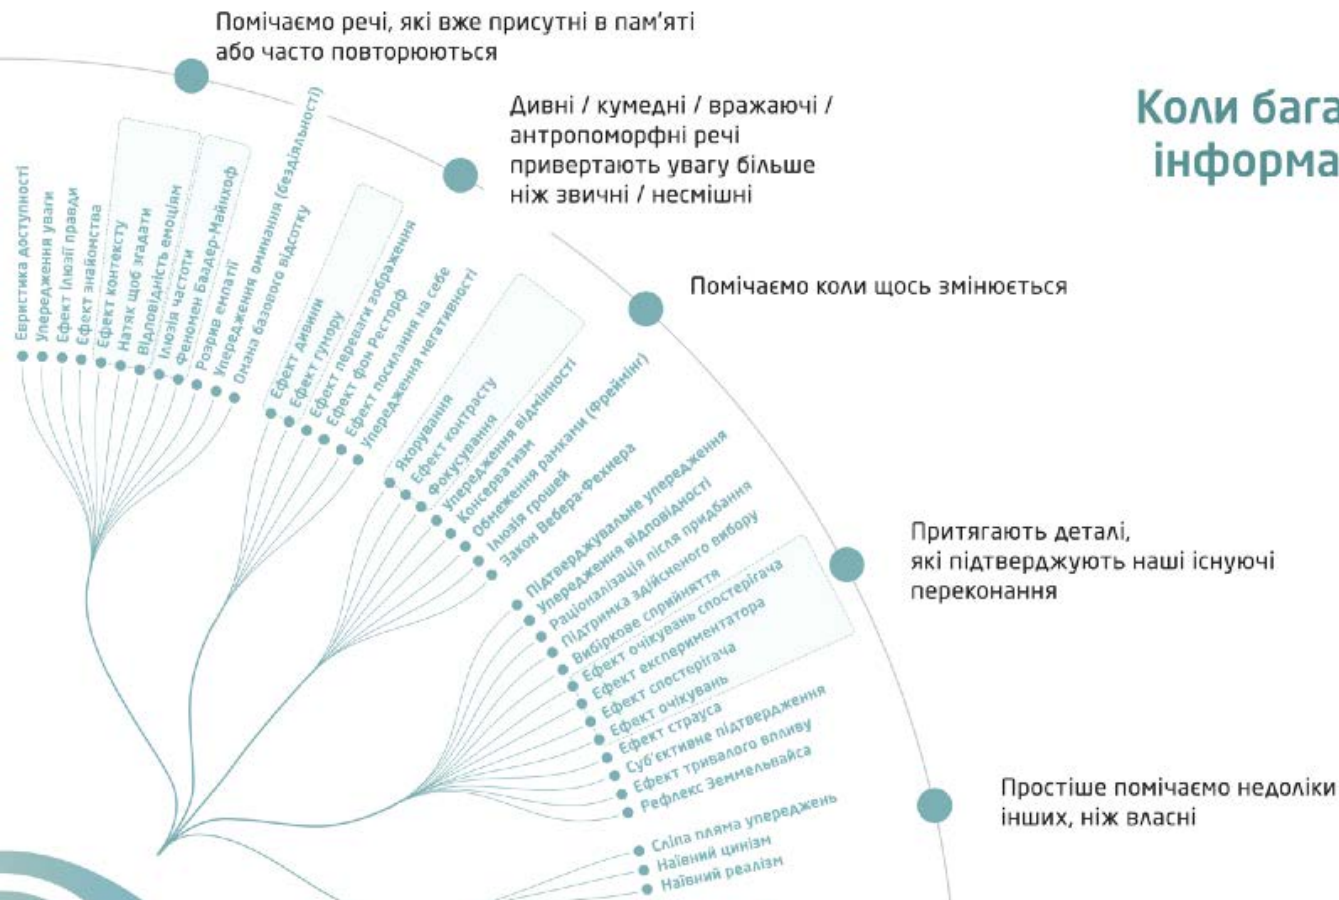 Помічаємо речі, які вже присутні в пам'яті
або часто повторюються
Дивні / кумедні / вражаючі /
антропоморфні речі
привертають увагу більше
ніж звичні / несмішні
Коли бага
інформа
Помічаємо коли щось змінюється
Притягають деталі,
які підтверджують наші існуючі
переконання
Простіше помічаємо недоліки
інших, ніж власні
Евристика доступності
Упередження уваги
Ефект ілюзії правди
Ефект знайомства
Ефект контексту
Натяк щоб згадати
Відповідність емоціям
Ілюзія частоти
Феномен Баадер-Майнхоф
Розрив емпатії
Упередження оминання (бездіяльності)
Омана базового відсотку
Ефект дивини
Ефект гумору
Ефект переваги зображення
Ефект фон Ресторф
Ефект посилання на себе
Упередження негативності
Якорування
Ефект контрасту
Фокусування
Упередження відмінності
Консерватизм
Обмеження рамками (Фреймінг)
Ілюзія грошей
Закон Вебера-Фехнера
Підтверджувальне упередження
Упередження відповідності
Раціоналізація після придбання
Підтримка здійсненого вибору
Вибіркове сприйняття
Ефект очікувань спостерігача
Ефект експериментатора
Ефект спостерігача
Ефект очікувань
Ефект страуса
Суб'єктивне підтвердження
Ефект тривалого впливу
Рефлекс Земмельвайса
Сліпа пляма упереджень
Наївний цинізм
Наївний реалізм